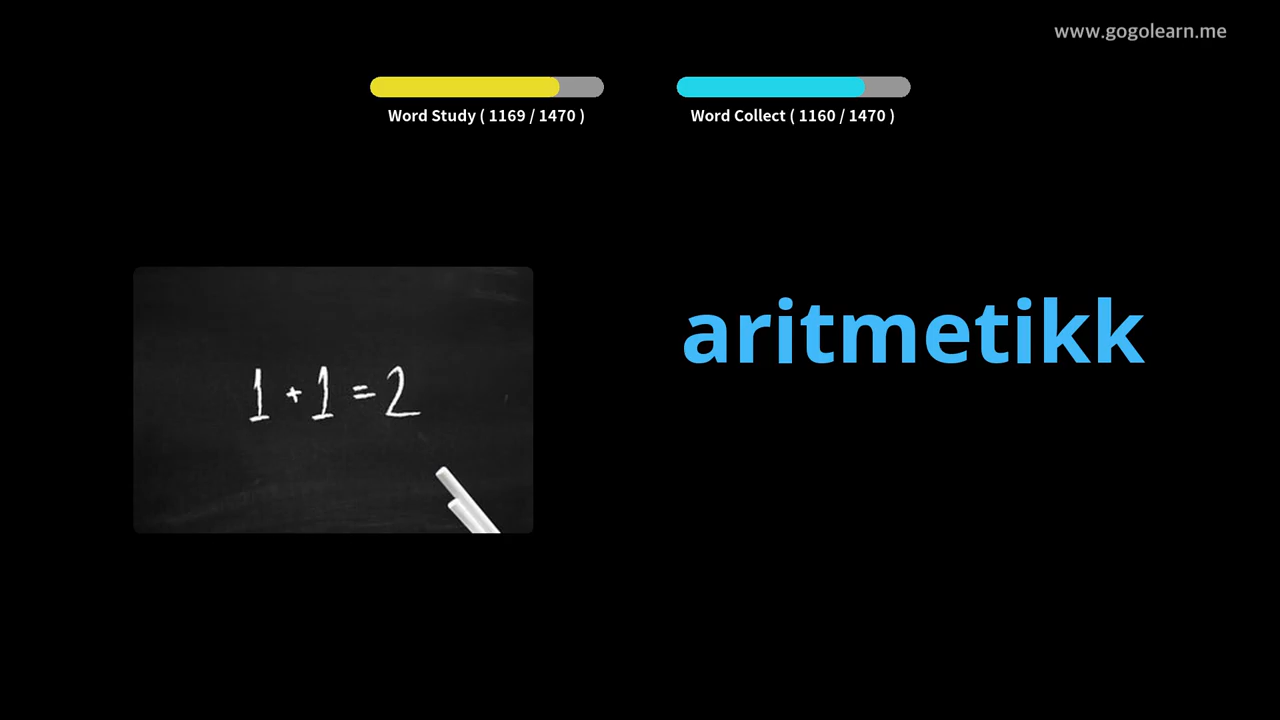 www.gogolearn.me
Word Study ( 1169 / 1470 )
Word Collect ( 1160 / 1470 )
aritmetikk
1 + 1 = 2